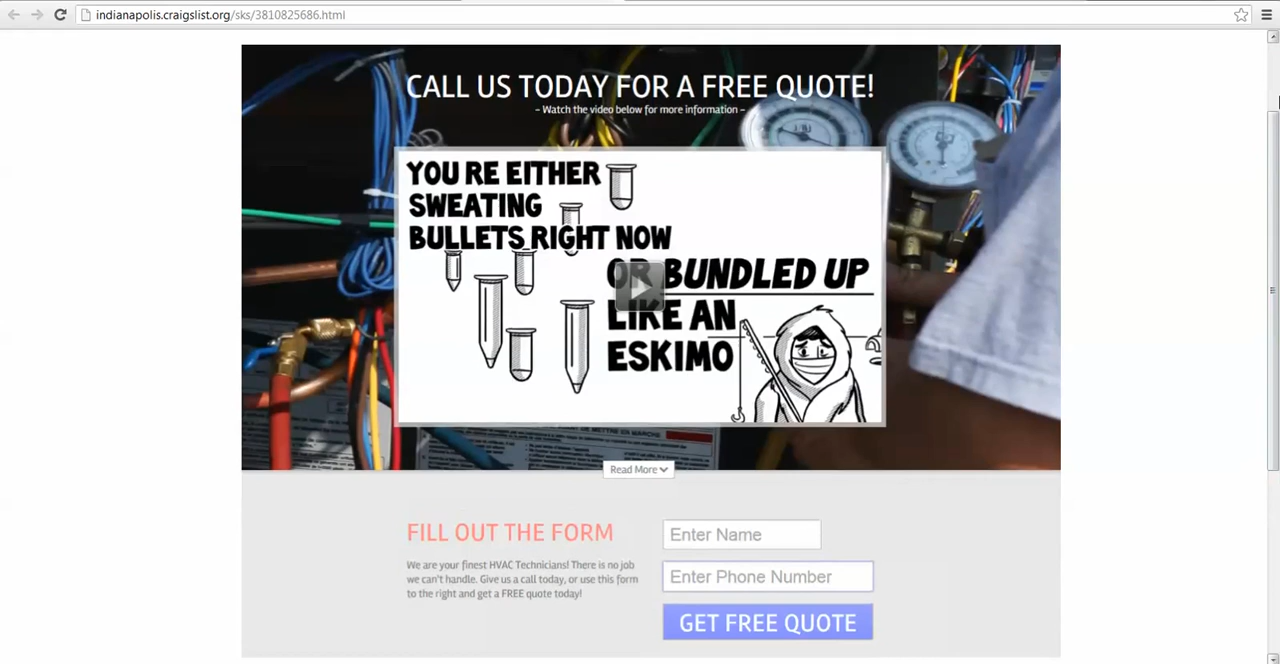 indianapolis.craigslist.org/sks/3810825686.html
CALL US TODAY FOR A FREE QUOTE!
~ Watch the video below for more information ~
YOU RE EITHER
SWEATING
BULLETS RIGHT NOW
OR BUNDLED UP
LIKE AN
ESKIMO
Read More
FILL OUT THE FORM
We are your finest HVAC Technicians! There is no job
we can't handle. Give us a call today, or use this form
to the right and get a FREE quote today!
Enter Name
Enter Phone Number
GET FREE QUOTE